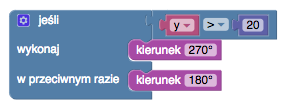 jeśli y > 20
wykonaj kierunek 270°
w przeciwnym razie kierunek 180°